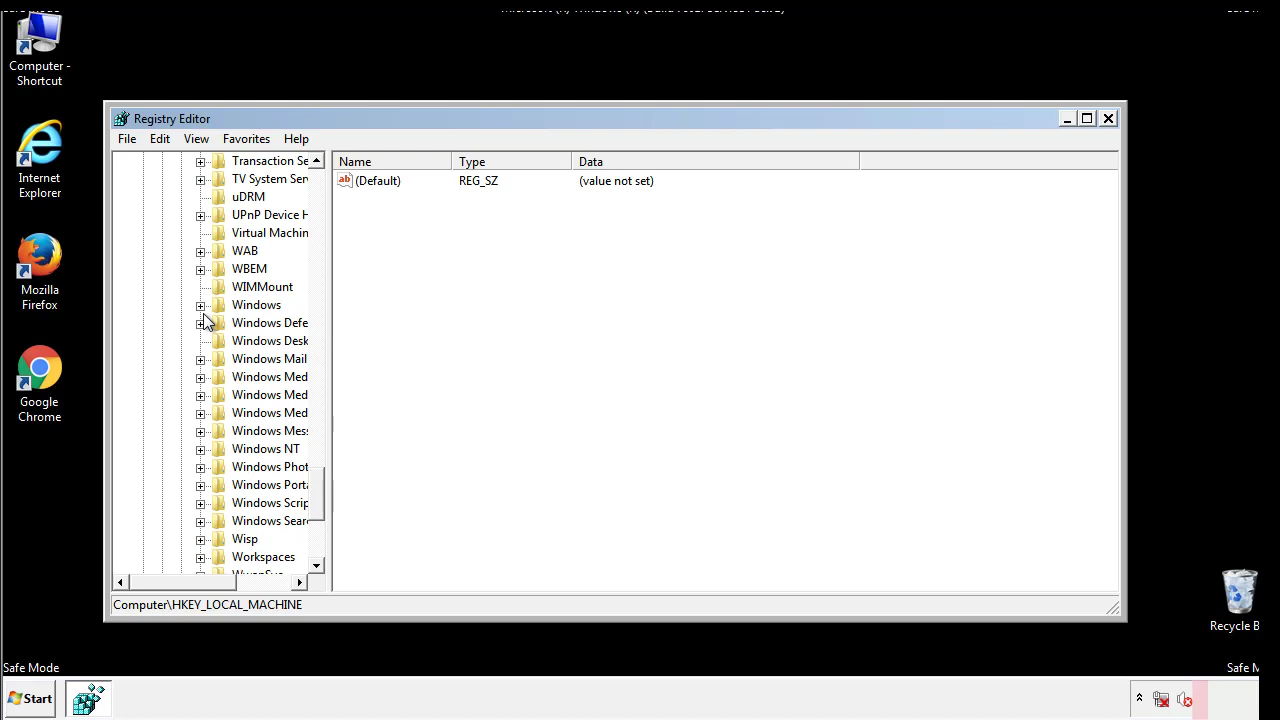 Computer -
Shortcut
Internet
Explorer
Mozilla
Firefox
Google
Chrome
Registry Editor
File Edit View Favorites Help
Name Type Data
(Default) REG_SZ (value not set)
Transaction Se
TV System Serv
uDRM
UPnP Device H
Virtual Machin
WAB
WBEM
WIMMount
Windows
Windows Defe
Windows Desk
Windows Mail
Windows Med
Windows Med
Windows Med
Windows Mess
Windows NT
Windows Phot
Windows Porta
Windows Scrip
Windows Sear
Wisp
Workspaces
Computer\HKEY_LOCAL_MACHINE
Recycle B
Safe Mode
Safe M
Start